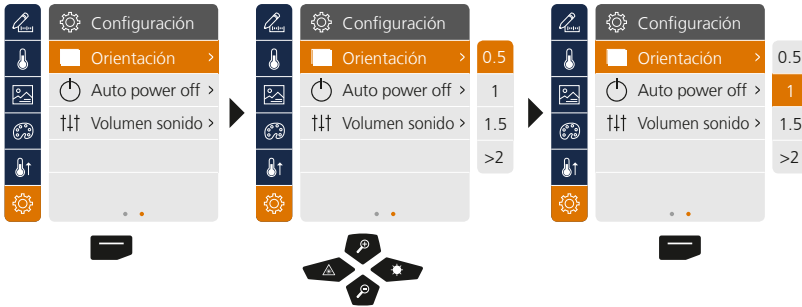 Configuración
Orientación >
Auto power off >
Volumen sonido >
Configuración
Orientación >
Auto power off >
Volumen sonido >
0.5
1
1.5
>2
Configuración
Orientación >
Auto power off >
Volumen sonido >
0.5
1
1.5
>2